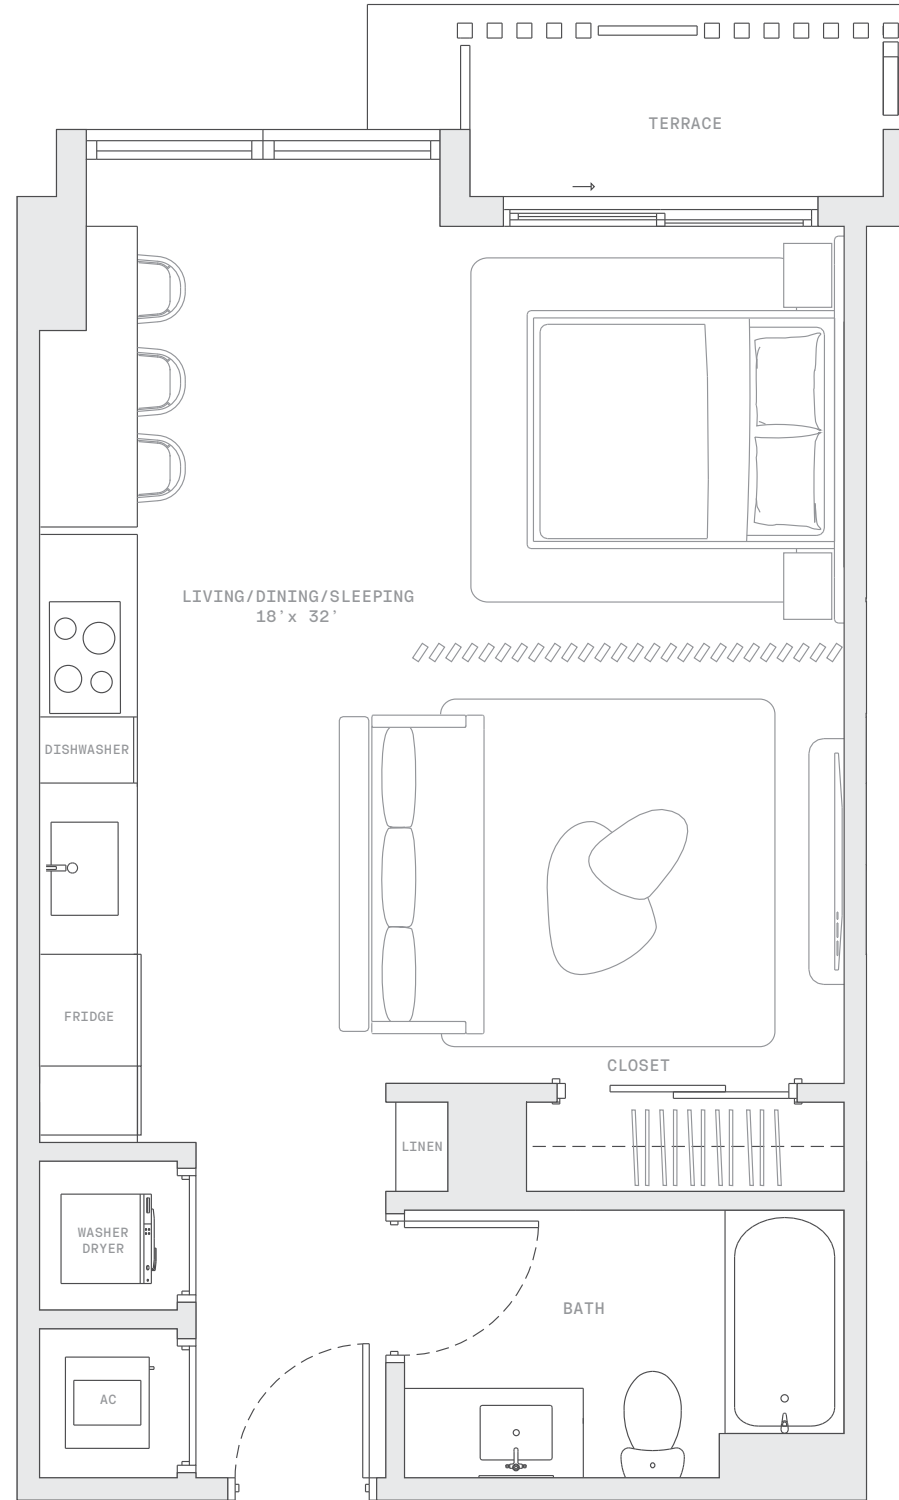 TERRACE
LIVING/DINING/SLEEPING
18'x 32'
DISHWASHER
FRIDGE
CLOSET
LINEN
WASHER
DRYER
BATH
AC